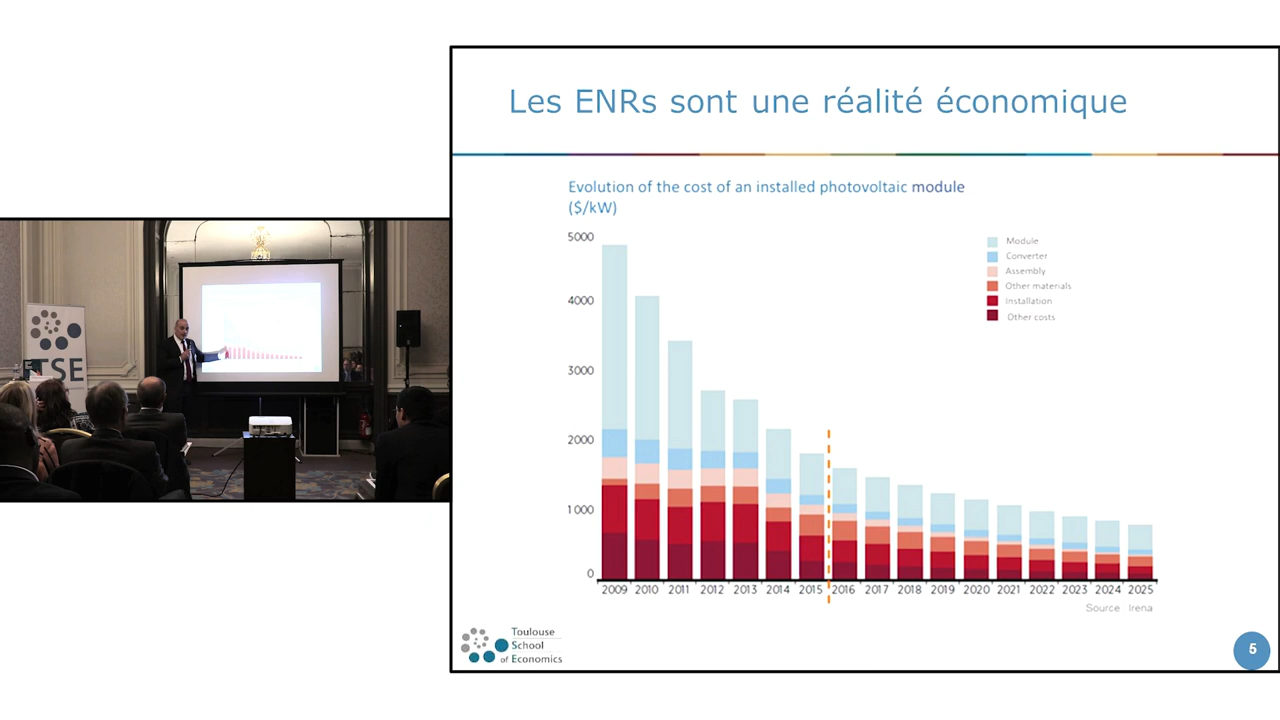 Les ENRs sont une réalité économique
Evolution of the cost of an installed photovoltaic module
($/kW)
5000
4000
3000
2000
1000
0
Module
Converter
Assembly
Other materials
Installation
Other costs
2009 2010 2011 2012 2013 2014 2015 2016 2017 2018 2019 2020 2021 2022 2023 2024 2025
Source Irena
Toulouse
School
of Economics
5
TSE